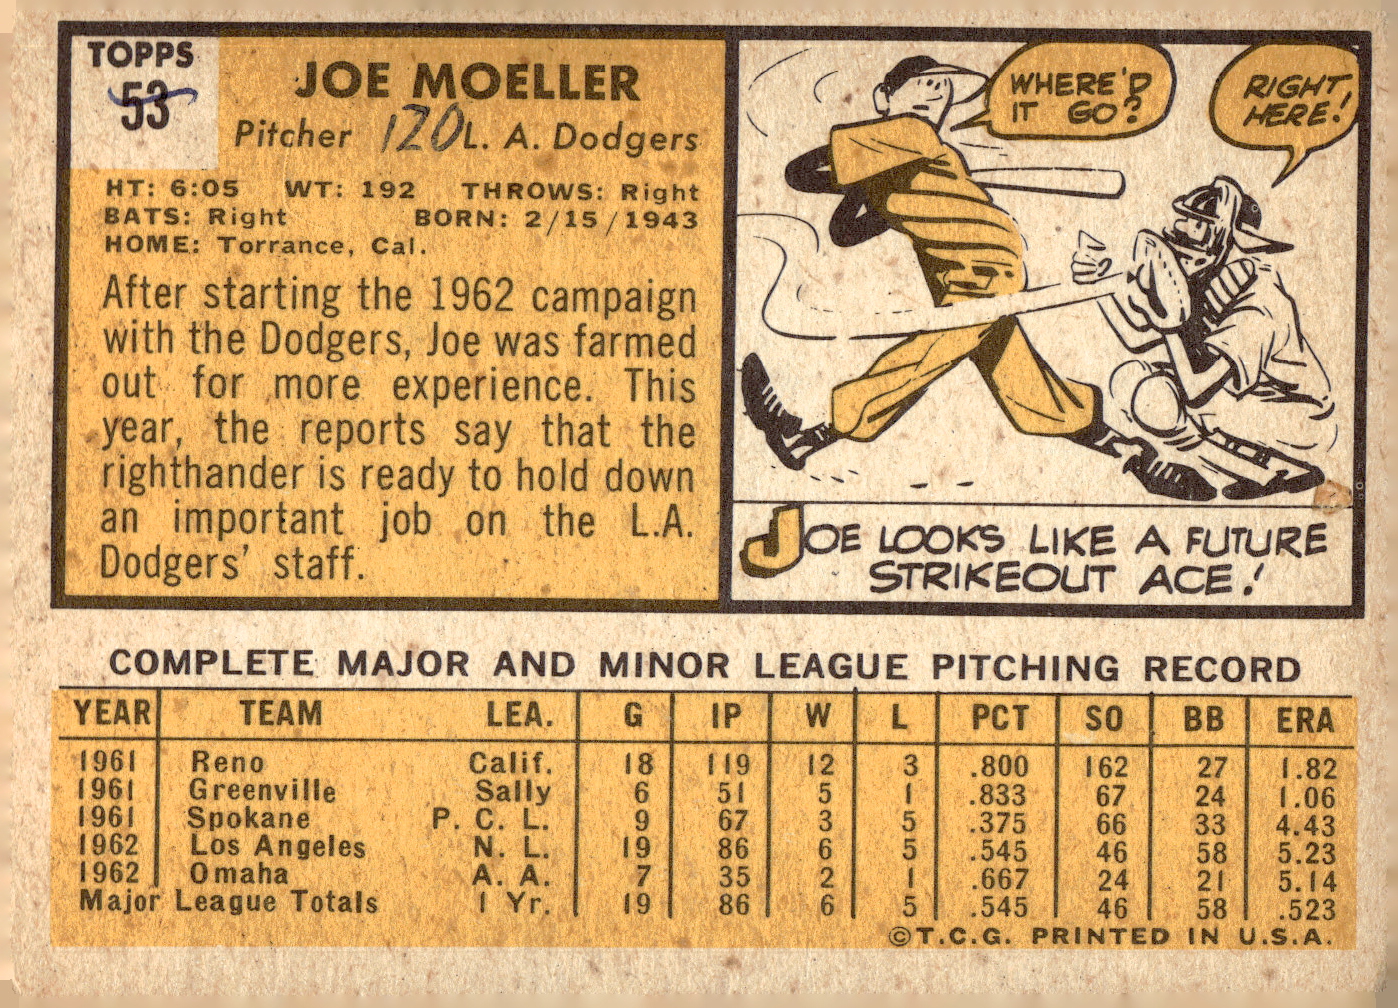 TOPPS
53
JOE MOELLER
Pitcher 120 L. A. Dodgers
HT: 6:05 WT: 192 THROWS: Right
BATS: Right BORN: 2/15/1943
HOME: Torrance, Cal.
After starting the 1962 campaign
with the Dodgers, Joe was farmed
out for more experience. This
year, the reports say that the
righthander is ready to hold down
an important job on the L.A.
Dodgers' staff.
WHERE'D
IT GO?
RIGHT
HERE!
JOE LOOKS LIKE A FUTURE
STRIKEOUT ACE!
COMPLETE MAJOR AND MINOR LEAGUE PITCHING RECORD
YEAR TEAM LEA. G IP W L PCT SO BB ERA
1961 Reno Calif. 18 119 12 3 .800 162 27 1.82
1961 Greenville Sally 6 51 5 1 .833 67 24 1.06
1961 Spokane P. C. L. 9 67 3 5 .375 66 33 4.43
1962 Los Angeles N. L. 19 86 6 5 .545 46 58 5.23
1962 Omaha A. A. 7 35 2 1 .667 24 21 5.14
Major League Totals 1 Yr. 19 86 6 5 .545 46 58 .523
©T.C.G. PRINTED IN U.S.A.